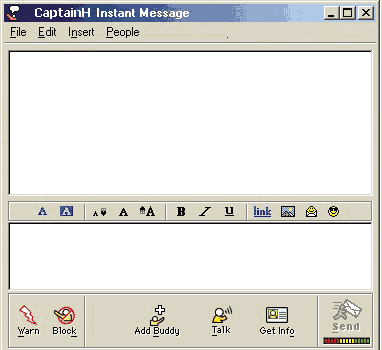 CaptainH Instant Message
File Edit Insert People
A A A A A B I U link
Warn Block Add Buddy Talk Get Info Send